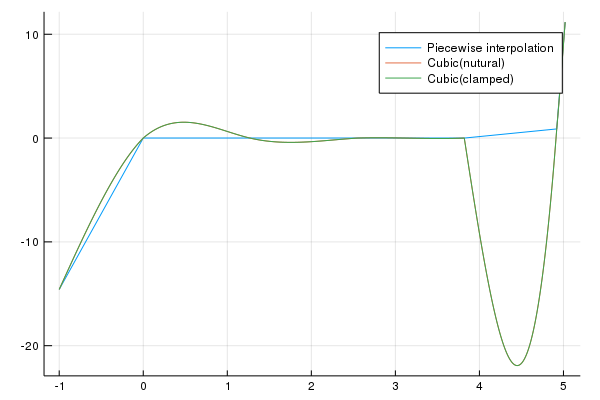 10
0
-10
-20
-1 0 1 2 3 4 5
Piecewise interpolation
Cubic(nutural)
Cubic(clamped)